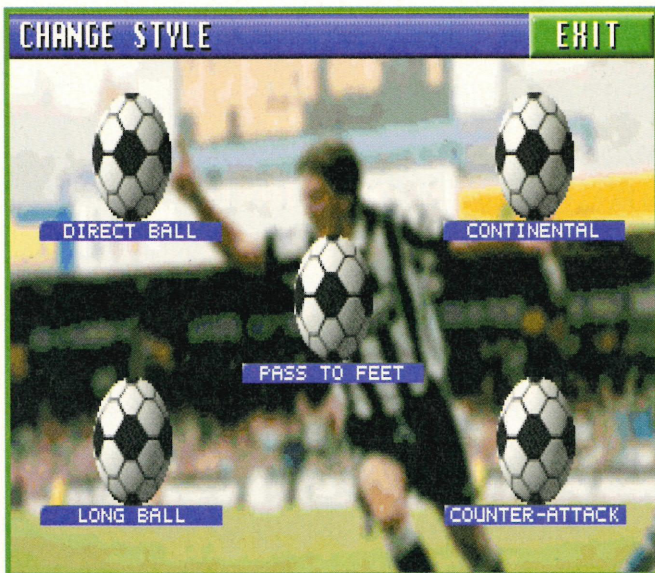 CHANGE STYLE
EXIT
DIRECT BALL
CONTINENTAL
PASS TO FEET
LONG BALL
COUNTER-ATTACK